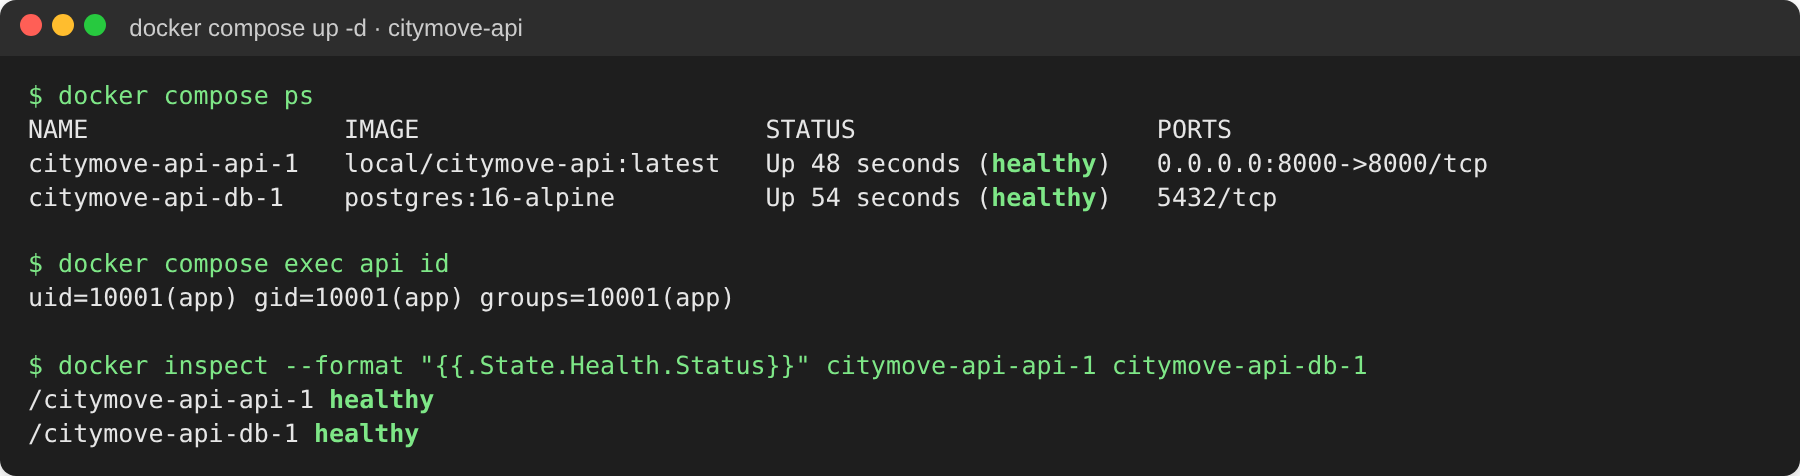 docker compose up -d · citymove-api
$ docker compose ps
NAME                 IMAGE                       STATUS                    PORTS
citymove-api-api-1   local/citymove-api:latest   Up 48 seconds (healthy)   0.0.0.0:8000->8000/tcp
citymove-api-db-1    postgres:16-alpine          Up 54 seconds (healthy)   5432/tcp
$ docker compose exec api id
uid=10001(app) gid=10001(app) groups=10001(app)
$ docker inspect --format "{{.State.Health.Status}}" citymove-api-api-1 citymove-api-db-1
/citymove-api-api-1 healthy
/citymove-api-db-1 healthy